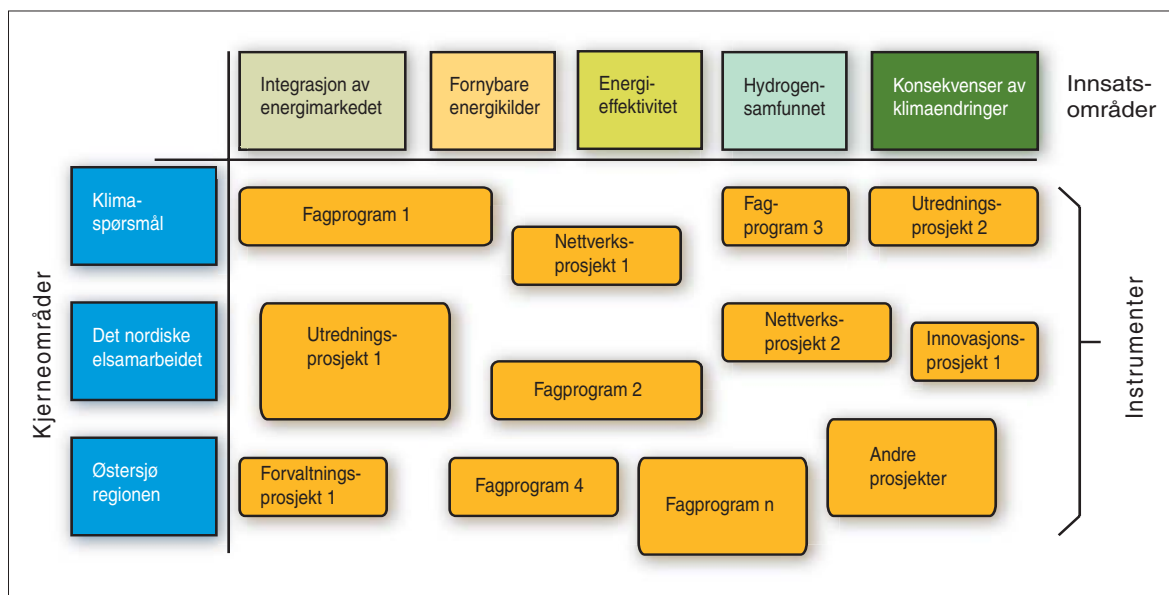 Integrasjon av
energimarkedet
Fornybare
energikilder
Energi-
effektivitet
Hydrogen-
samfunnet
Konsekvenser av
klimaendringer
Innsats-
områder
Kjerneområder
Klima-
spørsmål
Fagprogram 1
Nettverks-
prosjekt 1
Fag-
program 3
Utrednings-
prosjekt 2
Det nordiske
elsamarbeidet
Utrednings-
prosjekt 1
Fagprogram 2
Nettverks-
prosjekt 2
Innovasjons-
prosjekt 1
Østersjø
regionen
Forvaltnings-
prosjekt 1
Fagprogram 4
Fagprogram n
Andre
prosjekter
Instrumenter